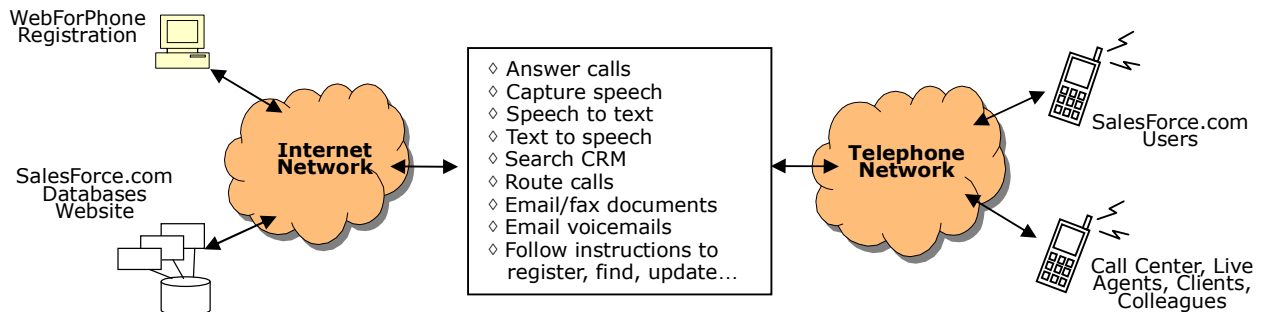 WebForPhone
Registration
SalesForce.com
Databases
Website
Internet
Network
◊ Answer calls
◊ Capture speech
◊ Speech to text
◊ Text to speech
◊ Search CRM
◊ Route calls
◊ Email/fax documents
◊ Email voicemails
◊ Follow instructions to
register, find, update…
Telephone
Network
SalesForce.com
Users
Call Center, Live
Agents, Clients,
Colleagues